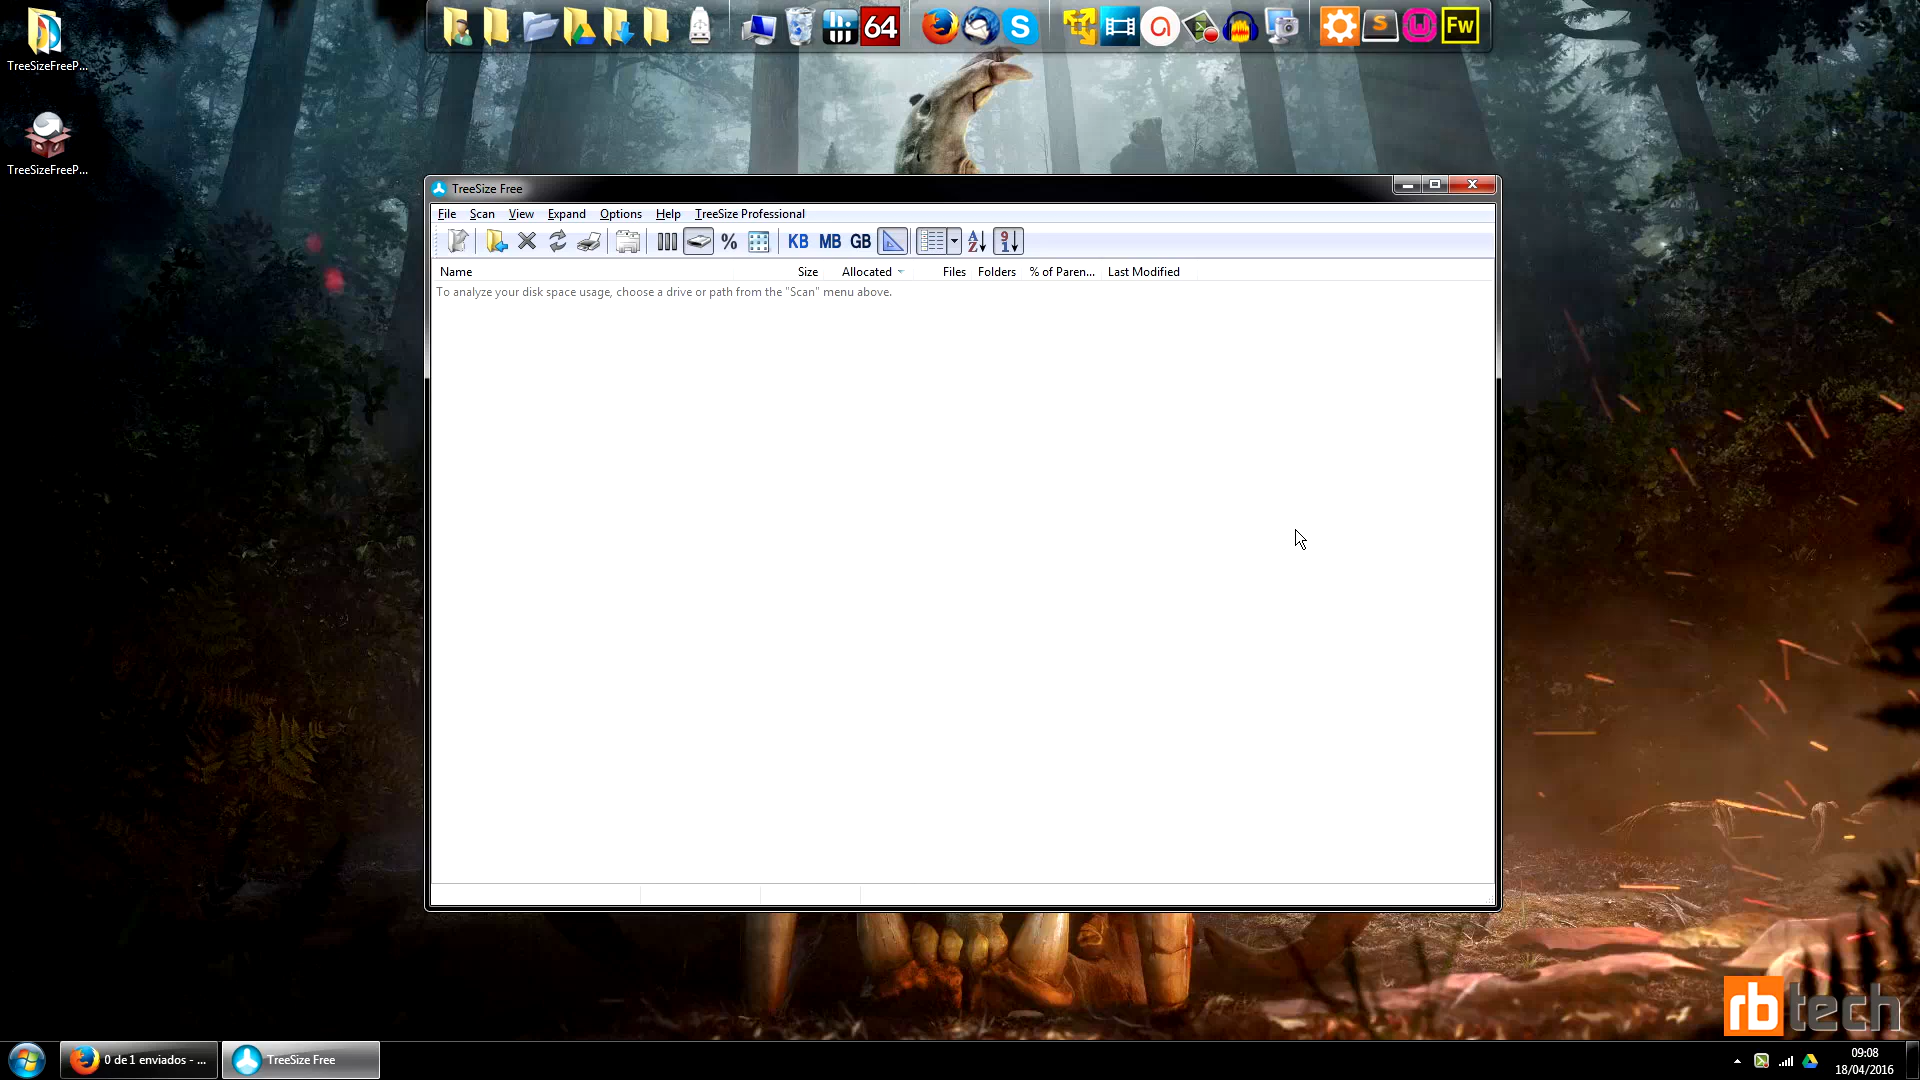 TreeSizeFreeP...
TreeSizeFreeP...
64
S
S
Fw
TreeSize Free
File Scan View Expand Options Help TreeSize Professional
% KB MB GB A Z 9 1
Name Size Allocated Files Folders % of Paren... Last Modified
To analyze your disk space usage, choose a drive or path from the "Scan" menu above.
rbtech
0 de 1 enviados - ...
TreeSize Free
09:08
18/04/2016